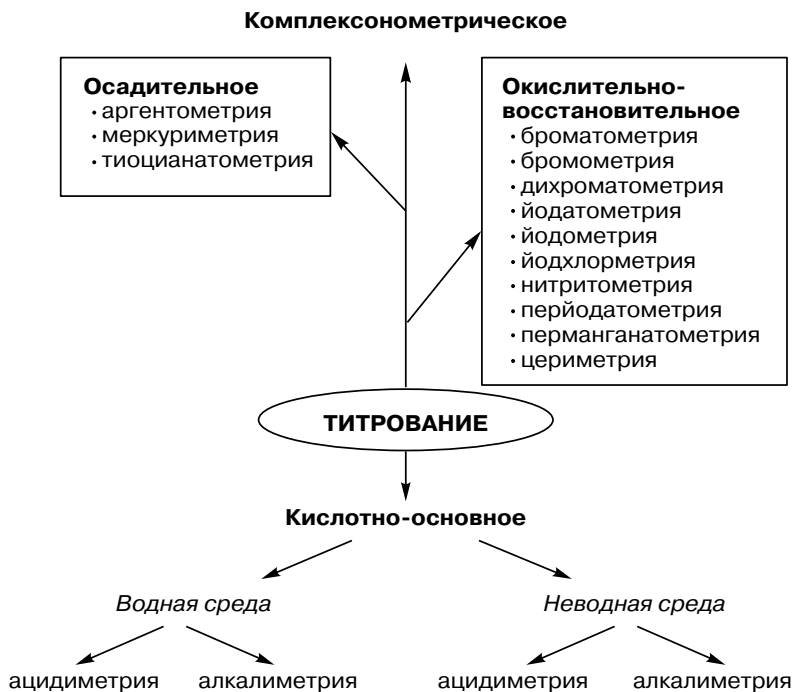 Комплексонометрическое
Осадительное
· аргентометрия
· меркуриметрия
· тиоцианатометрия
Окислительно-
восстановительное
· броматометрия
· бромометрия
· дихроматометрия
· йодатометрия
· йодометрия
· йодхлорметрия
· нитритометрия
· перйодатометрия
· перманганатометрия
· цериметрия
ТИТРОВАНИЕ
Кислотно-основное
Водная среда
Неводная среда
ацидиметрия
алкалиметрия
ацидиметрия
алкалиметрия